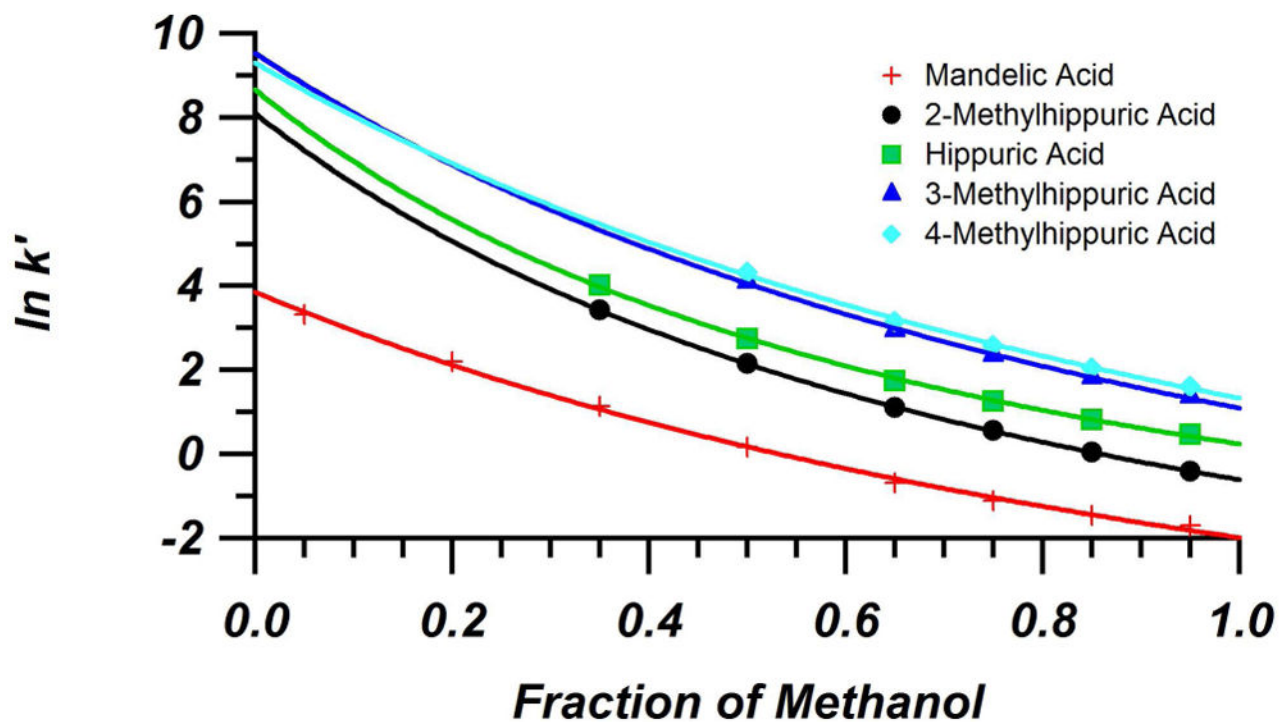 10
8
6
4
2
0
-2
ln k'
Mandelic Acid
2-Methylhippuric Acid
Hippuric Acid
3-Methylhippuric Acid
4-Methylhippuric Acid
0.0 0.2 0.4 0.6 0.8 1.0
Fraction of Methanol